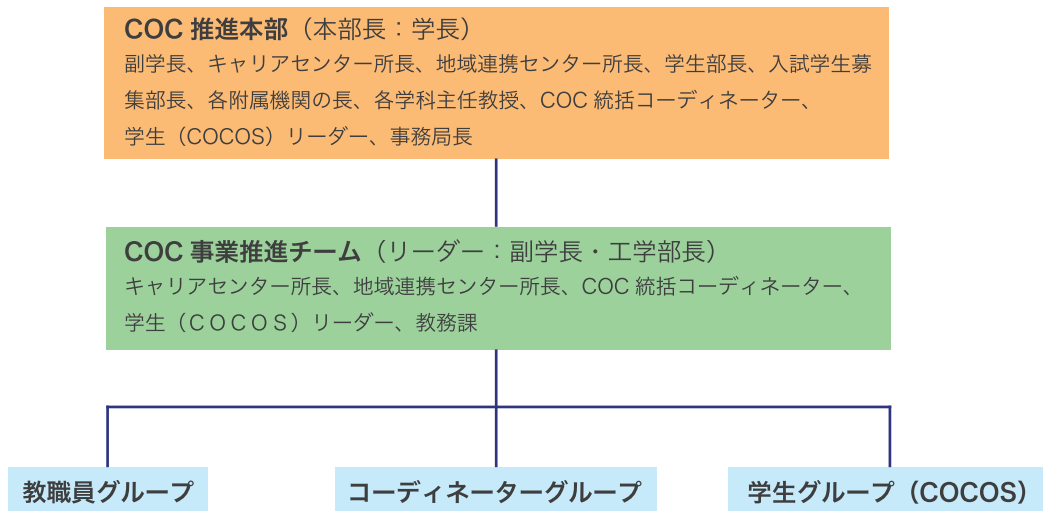 COC 推進本部（本部長：学長）
副学長、キャリアセンター所長、地域連携センター所長、学生部長、入試学生募
集部長、各附属機関の長、各学科主任教授、COC 統括コーディネーター、
学生（COCOS）リーダー、事務局長
COC 事業推進チーム（リーダー：副学長・工学部長）
キャリアセンター所長、地域連携センター所長、COC 統括コーディネーター、
学生（ＣＯＣＯＳ）リーダー、教務課
教職員グループ
コーディネーターグループ
学生グループ（COCOS）